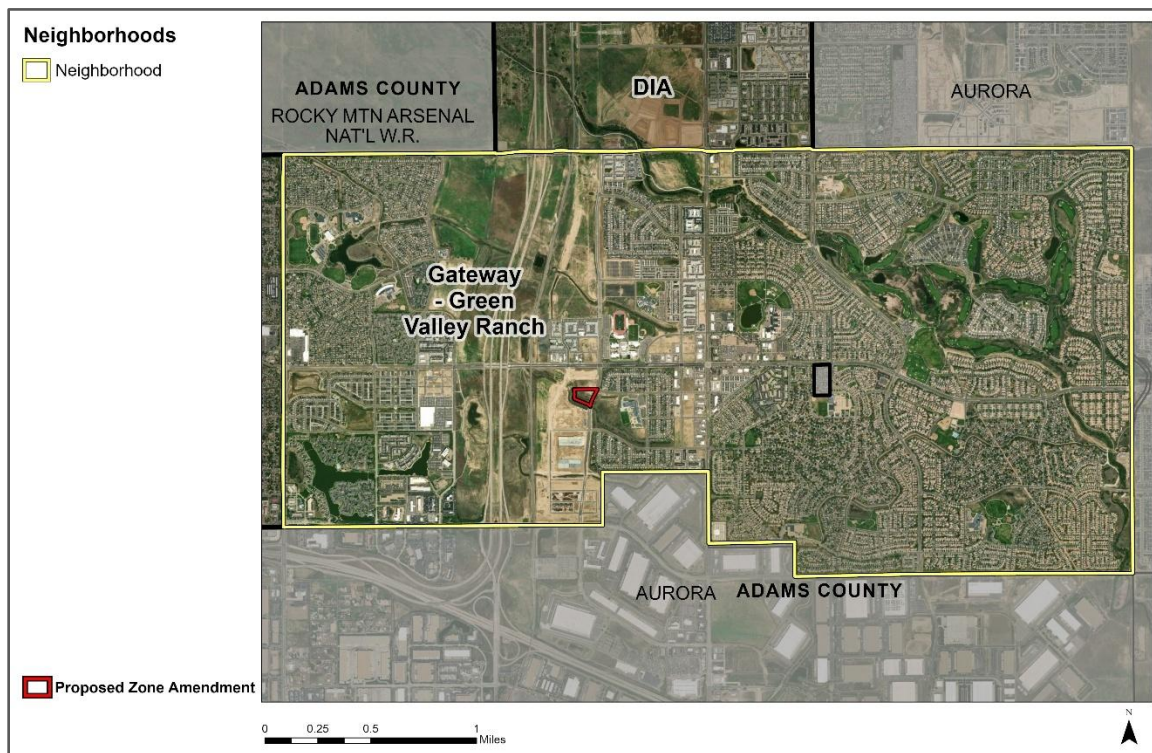 Neighborhoods
Neighborhood
ADAMS COUNTY
ROCKY MTN ARSENAL
NAT'L W.R.
DIA
AURORA
Gateway
- Green
Valley Ranch
AURORA ADAMS COUNTY
Proposed Zone Amendment
0 0.25 0.5 1
Miles
N